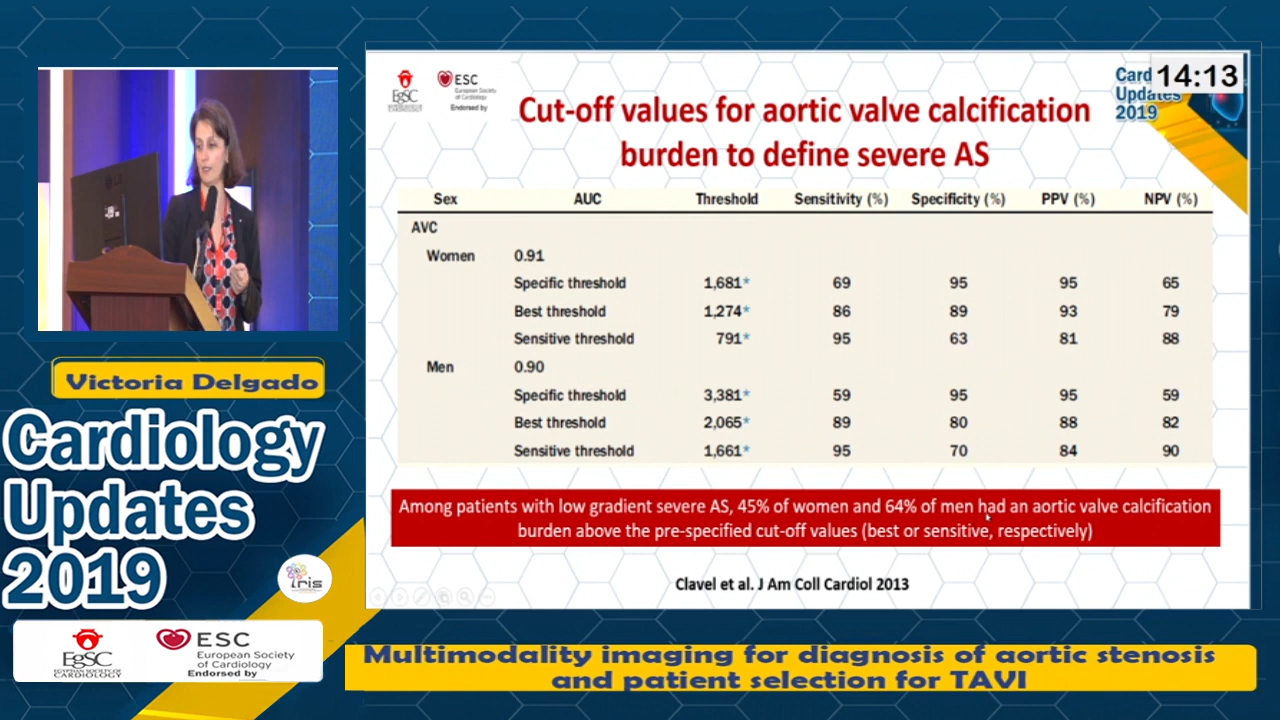 EgSC
ESC
European Society
of Cardiology
Endorsed by
Card
Updates
2019
14:13
Cut-off values for aortic valve calcification
burden to define severe AS
Sex AUC Threshold Sensitivity (%) Specificity (%) PPV (%) NPV (%)
AVC
Women 0.91
Specific threshold 1,681* 69 95 95 65
Best threshold 1,274* 86 89 93 79
Sensitive threshold 791* 95 63 81 88
Men 0.90
Specific threshold 3,381* 59 95 95 59
Best threshold 2,065* 89 80 88 82
Sensitive threshold 1,661* 95 70 84 90
Among patients with low gradient severe AS, 45% of women and 64% of men had an aortic valve calcification
burden above the pre-specified cut-off values (best or sensitive, respectively)
Clavel et al. J Am Coll Cardiol 2013
Victoria Delgado
Cardiology
Updates
2019
iris
EgSC
EGYPTIAN SOCIETY OF
CARDIOLOGY
ESC
European Society
of Cardiology
Endorsed by
Multimodality imaging for diagnosis of aortic stenosis
and patient selection for TAVI